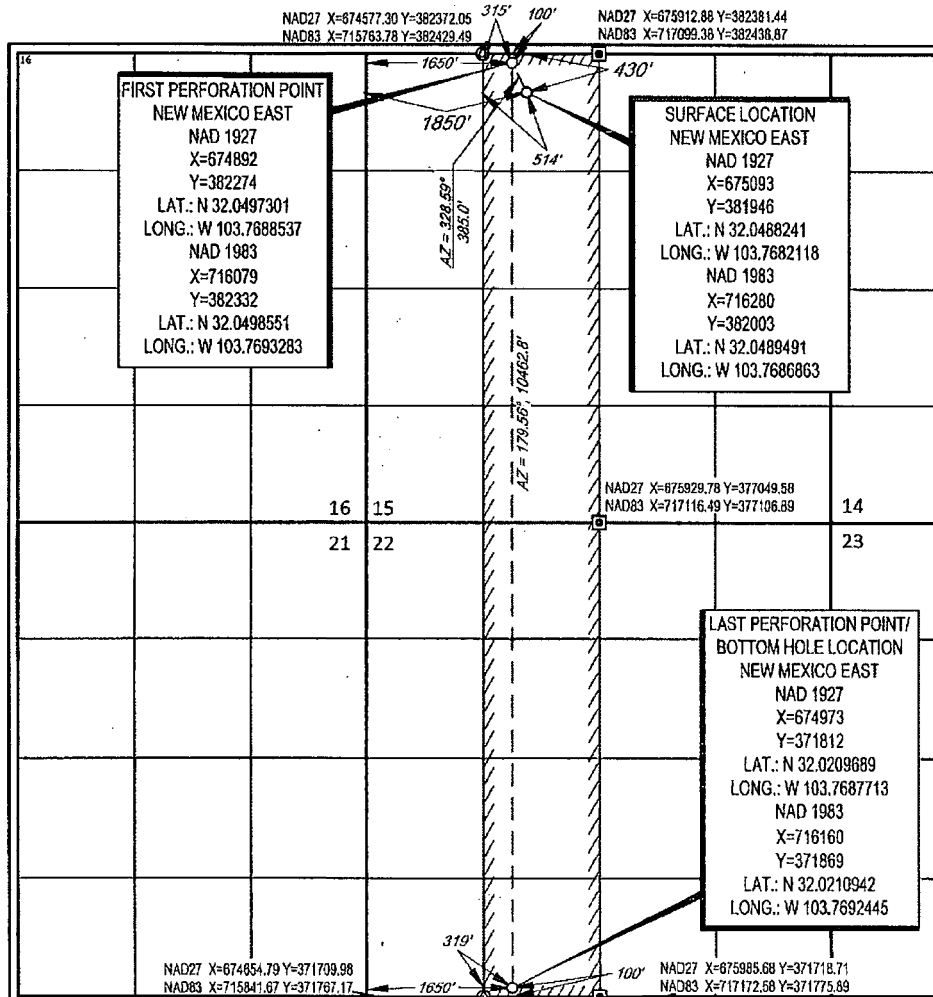 NAD27 X=674577.30 Y=382372.05
NAD83 X=715763.78 Y=382429.49
315'
100'
NAD27 X=675912.88 Y=382381.44
NAD83 X=717099.38 Y=382438.87
16
1650'
430'
FIRST PERFORATION POINT
NEW MEXICO EAST
NAD 1927
X=674892
Y=382274
LAT.: N 32.0497301
LONG.: W 103.7688537
NAD 1983
X=716079
Y=382332
LAT.: N 32.0498551
LONG.: W 103.7693283
1850'
514'
AZ = 328.59°
385.0'
SURFACE LOCATION
NEW MEXICO EAST
NAD 1927
X=675093
Y=381946
LAT.: N 32.0488241
LONG.: W 103.7682118
NAD 1983
X=716280
Y=382003
LAT.: N 32.0489491
LONG.: W 103.7686863
AZ = 179.56°, 10462.8'
NAD27 X=675929.78 Y=377049.58
NAD83 X=717116.49 Y=377106.89
16 15
14
21 22
23
LAST PERFORATION POINT/
BOTTOM HOLE LOCATION
NEW MEXICO EAST
NAD 1927
X=674973
Y=371812
LAT.: N 32.0209689
LONG.: W 103.7687713
NAD 1983
X=716160
Y=371869
LAT.: N 32.0210942
LONG.: W 103.7692445
319'
NAD27 X=674654.79 Y=371709.98
NAD83 X=715841.67 Y=371767.17
1650'
100'
NAD27 X=675985.68 Y=371718.71
NAD83 X=717172.58 Y=371775.89